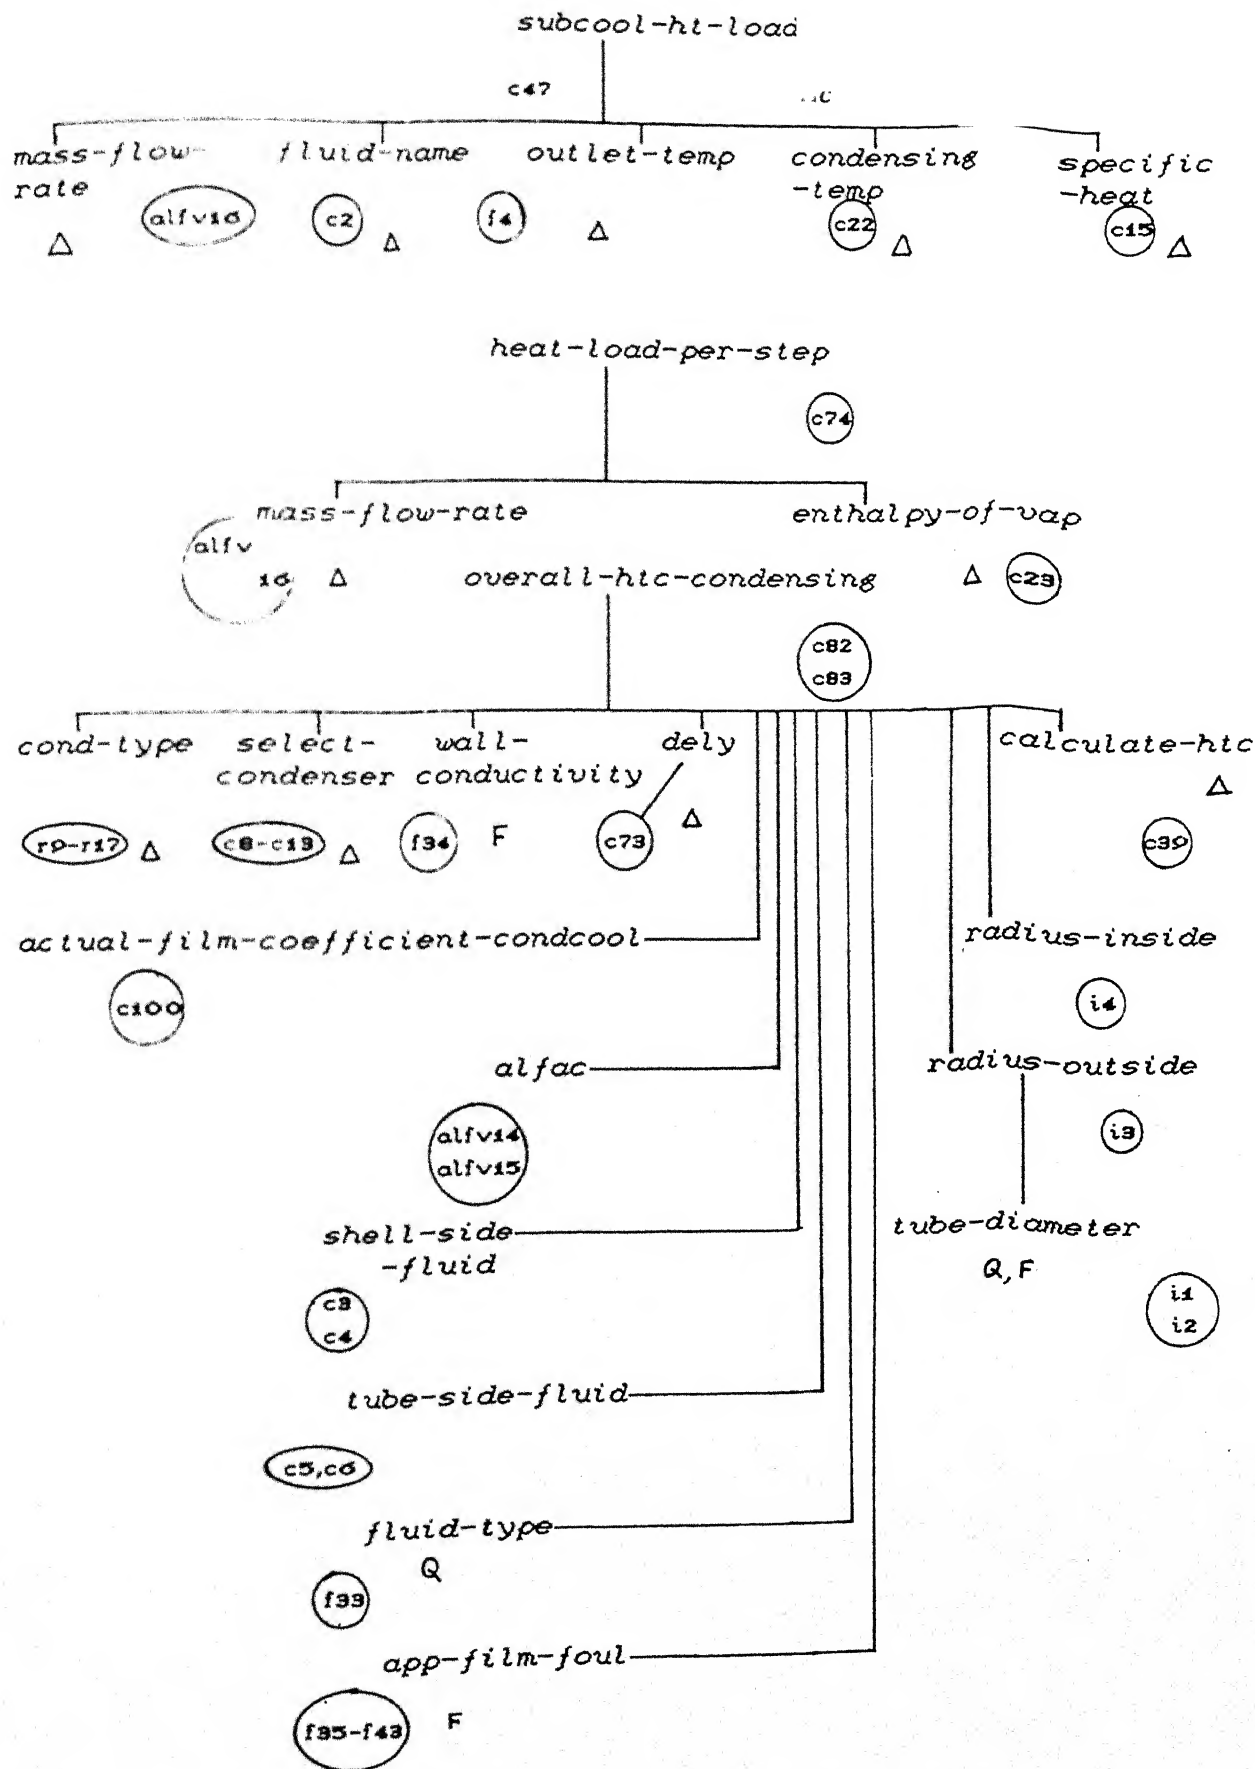 subcool-ht-load
c47
mass-flow- fluid-name outlet-temp condensing specific
rate -temp -heat
Δ alfv16 c2 Δ f4 Δ c22 Δ c15 Δ
heat-load-per-step
c74
mass-flow-rate enthalpy-of-vap
alfv
16 Δ overall-htc-condensing Δ c23
c82
c83
cond-type select- wall- dely calculate-htc
condenser conductivity
Δ
r9-r17 Δ c8-c13 Δ f34 F c73 Δ c39
actual-film-coefficient-condcool radius-inside
c100 i4
alfac radius-outside
alfv14 i3
alfv15
shell-side tube-diameter
-fluid Q, F
c3 i1
c4 i2
tube-side-fluid
c5,c6
fluid-type
Q
f33
app-film-foul
f35-f43 F